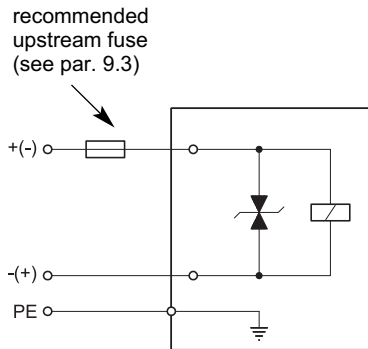 recommended
upstream fuse
(see par. 9.3)
+(-)
-(+)
PE